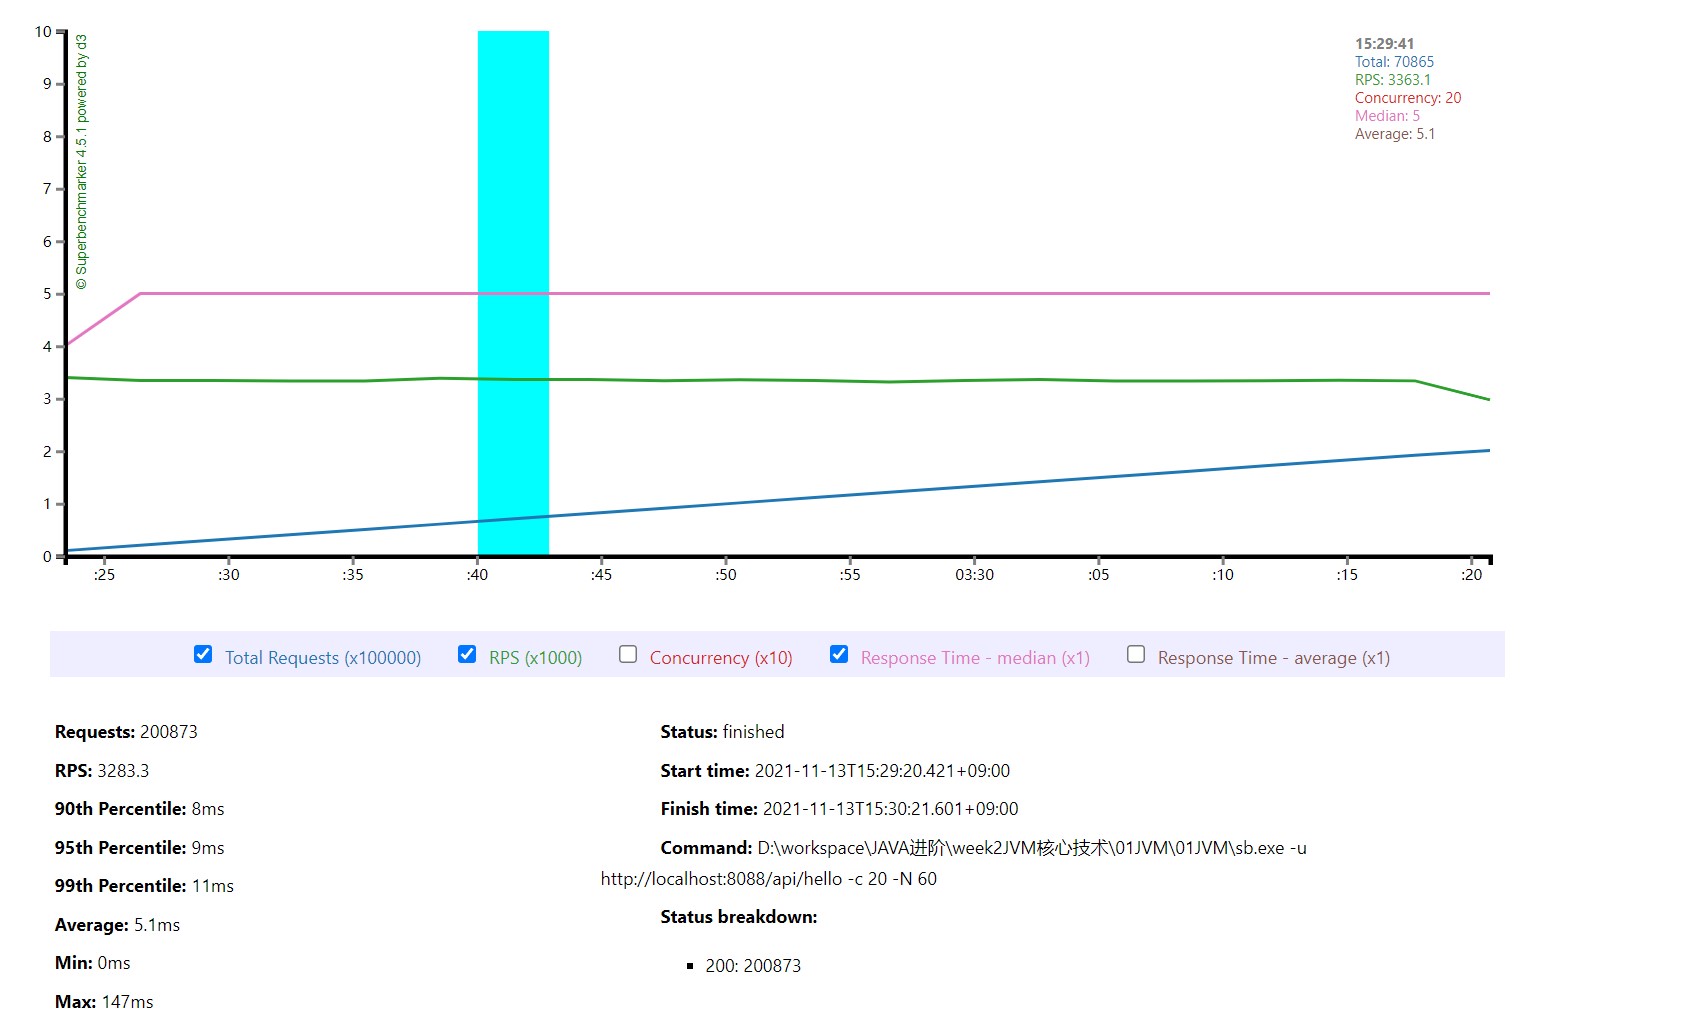 10
9
8
7
6
5
4
3
2
1
0
© Superbenchmarker 4.5.1 powered by d3
15:29:41
Total: 70865
RPS: 3363.1
Concurrency: 20
Median: 5
Average: 5.1
:25 :30 :35 :40 :45 :50 :55 03:30 :05 :10 :15 :20
Total Requests (x100000) RPS (x1000) Concurrency (x10) Response Time - median (x1) Response Time - average (x1)
Requests: 200873
RPS: 3283.3
90th Percentile: 8ms
95th Percentile: 9ms
99th Percentile: 11ms
Average: 5.1ms
Min: 0ms
Max: 147ms
Status: finished
Start time: 2021-11-13T15:29:20.421+09:00
Finish time: 2021-11-13T15:30:21.601+09:00
Command: D:\workspace\JAVA进阶\week2JVM核心技术\01JVM\01JVM\sb.exe -u
http://localhost:8088/api/hello -c 20 -N 60
Status breakdown:
200: 200873